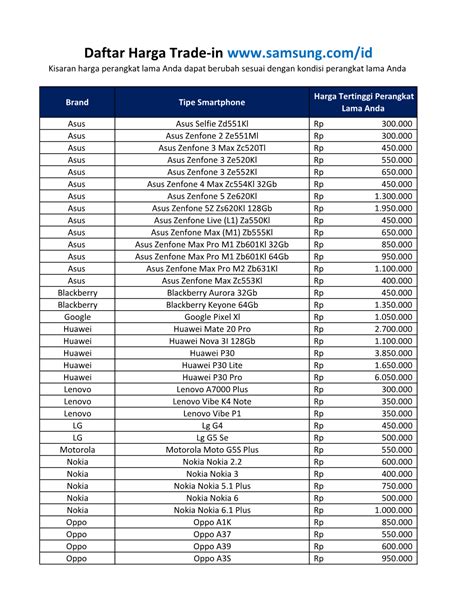 Daftar Harga Trade-in www.samsung.com/id
Kisaran harga perangkat lama Anda dapat berubah sesuai dengan kondisi perangkat lama Anda
Brand Tipe Smartphone Harga Tertinggi Perangkat Lama Anda
Asus Asus Selfie Zd551Kl Rp 300.000
Asus Asus Zenfone 2 Ze551Ml Rp 300.000
Asus Asus Zenfone 3 Max Zc520Tl Rp 450.000
Asus Asus Zenfone 3 Ze520Kl Rp 550.000
Asus Asus Zenfone 3 Ze552Kl Rp 650.000
Asus Asus Zenfone 4 Max Zc554Kl 32Gb Rp 450.000
Asus Asus Zenfone 5 Ze620Kl Rp 1.300.000
Asus Asus Zenfone 5Z Zs620Kl 128Gb Rp 1.950.000
Asus Asus Zenfone Live (L1) Za550Kl Rp 450.000
Asus Asus Zenfone Max (M1) Zb555Kl Rp 650.000
Asus Asus Zenfone Max Pro M1 Zb601Kl 32Gb Rp 850.000
Asus Asus Zenfone Max Pro M1 Zb601Kl 64Gb Rp 950.000
Asus Asus Zenfone Max Pro M2 Zb631Kl Rp 1.100.000
Asus Asus Zenfone Max Zc553Kl Rp 400.000
Blackberry Blackberry Aurora 32Gb Rp 450.000
Blackberry Blackberry Keyone 64Gb Rp 1.350.000
Google Google Pixel Xl Rp 1.050.000
Huawei Huawei Mate 20 Pro Rp 2.700.000
Huawei Huawei Nova 3I 128Gb Rp 1.100.000
Huawei Huawei P30 Rp 3.850.000
Huawei Huawei P30 Lite Rp 1.650.000
Huawei Huawei P30 Pro Rp 6.050.000
Lenovo Lenovo A7000 Plus Rp 300.000
Lenovo Lenovo Vibe K4 Note Rp 350.000
Lenovo Lenovo Vibe P1 Rp 350.000
LG Lg G4 Rp 450.000
LG Lg G5 Se Rp 500.000
Motorola Motorola Moto G5S Plus Rp 550.000
Nokia Nokia Nokia 2.2 Rp 600.000
Nokia Nokia Nokia 3 Rp 400.000
Nokia Nokia Nokia 5.1 Plus Rp 750.000
Nokia Nokia Nokia 6 Rp 500.000
Nokia Nokia Nokia 6.1 Plus Rp 1.000.000
Oppo Oppo A1K Rp 850.000
Oppo Oppo A37 Rp 550.000
Oppo Oppo A39 Rp 600.000
Oppo Oppo A3S Rp 950.000